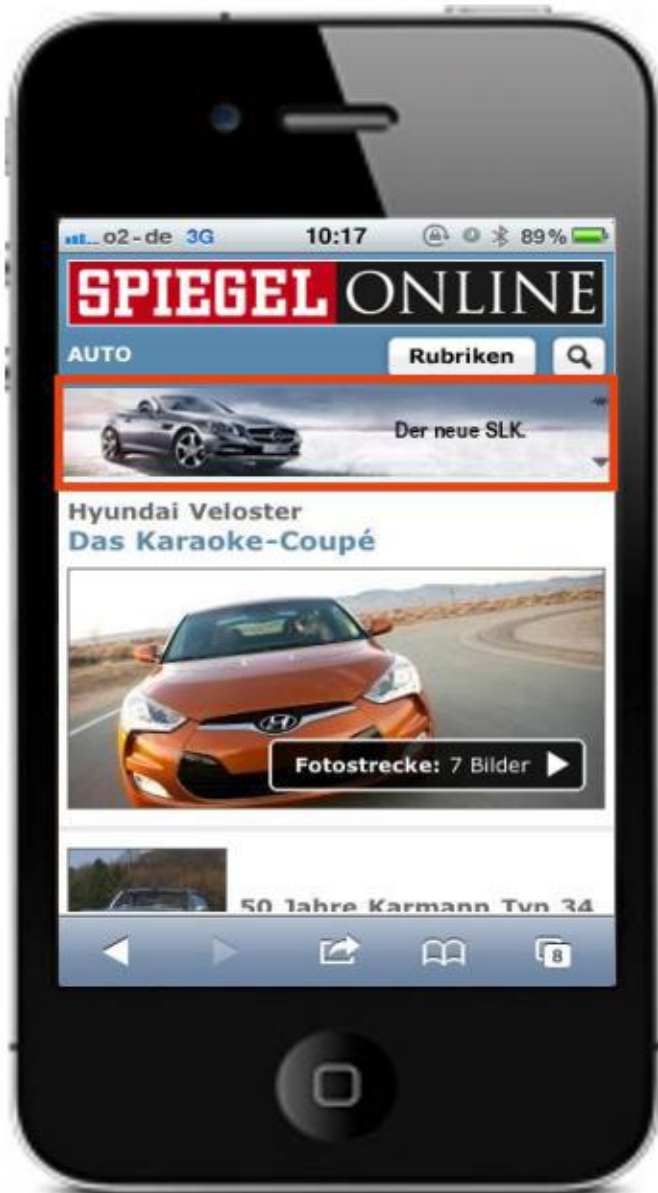 o2-de 3G 10:17 89%
SPIEGEL ONLINE
AUTO Rubriken
Der neue SLK.
Hyundai Veloster
Das Karaoke-Coupé
Fotostrecke: 7 Bilder
50 Jahre Karmann Typ 34
8